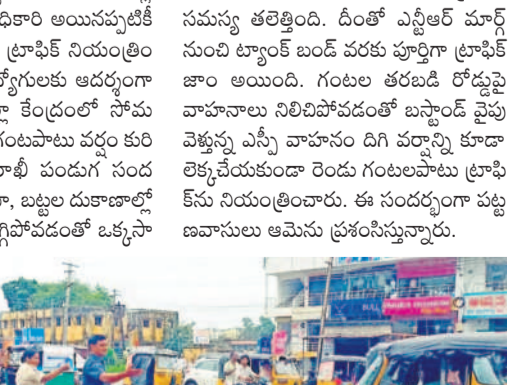 ధికారి అయినప్పటికీ
ట్రాఫిక్ నియంత్రిం
ద్యోగులకు ఆదర్శంగా
ల్లా కేంద్రంలో సోమ
గంటపాటు వర్షం కురి
రాఖీ పండుగ సంద
బట్టల దుకాణాల్లో
గ్గిపోవడంతో ఒక్కసా
సమస్య తలెత్తింది. దీంతో ఎన్టీఆర్ మార్గ్
నుంచి ట్యాంక్ బండ్ వరకు పూర్తిగా ట్రాఫిక్
జాం అయింది. గంటల తరబడి రోడ్డుపై
వాహనాలు నిలిచిపోవడంతో బస్టాండ్ వైపు
వెళ్తున్న ఎస్పీ వాహనం దిగి వర్షాన్ని కూడా
లెక్కచేయకుండా రెండు గంటలపాటు ట్రాఫి
క్‌ను నియంత్రించారు. ఈ సందర్భంగా పట్ట
ణవాసులు ఆమెను ప్రశంసిస్తున్నారు.